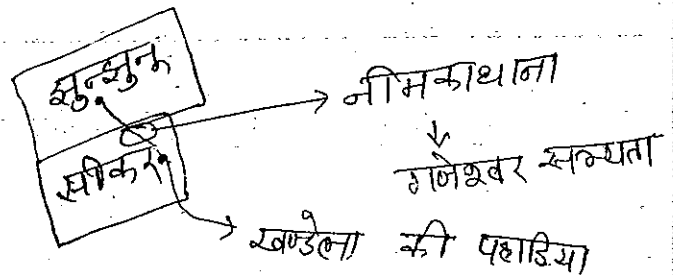 झुन्झुनू
नीमकाथाना
सीकर
गणेश्वर सभ्यता
खण्डेला की पहाडिया